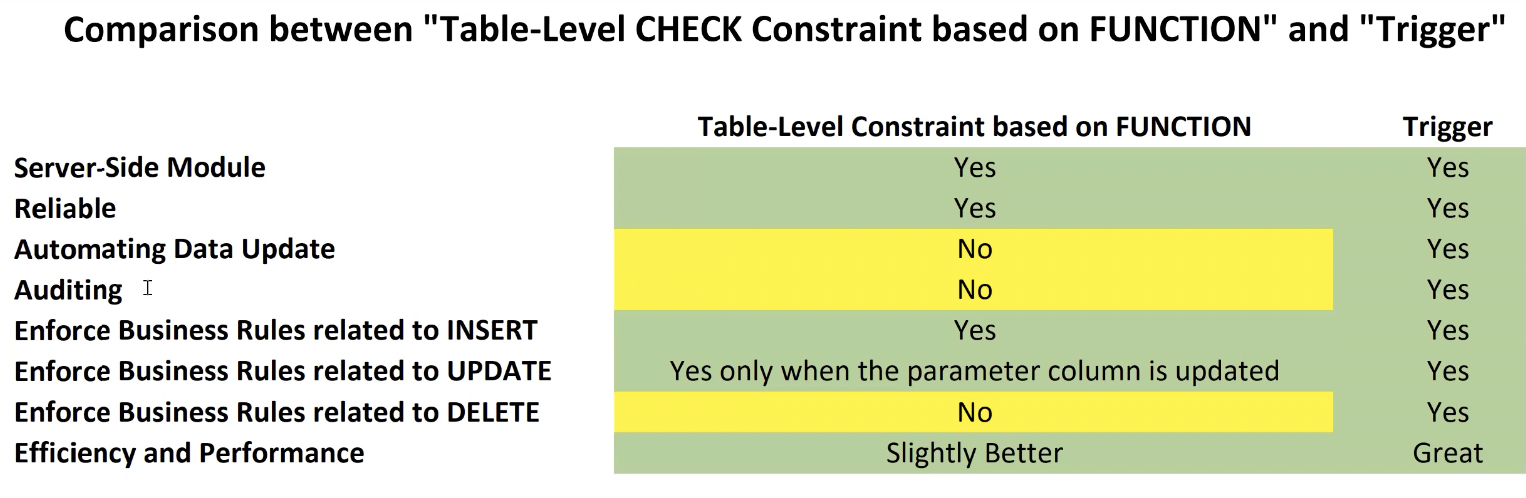 Comparison between "Table-Level CHECK Constraint based on FUNCTION" and "Trigger"
Table-Level Constraint based on FUNCTION Trigger
Server-Side Module Yes Yes
Reliable Yes Yes
Automating Data Update No Yes
Auditing No Yes
Enforce Business Rules related to INSERT Yes Yes
Enforce Business Rules related to UPDATE Yes only when the parameter column is updated Yes
Enforce Business Rules related to DELETE No Yes
Efficiency and Performance Slightly Better Great